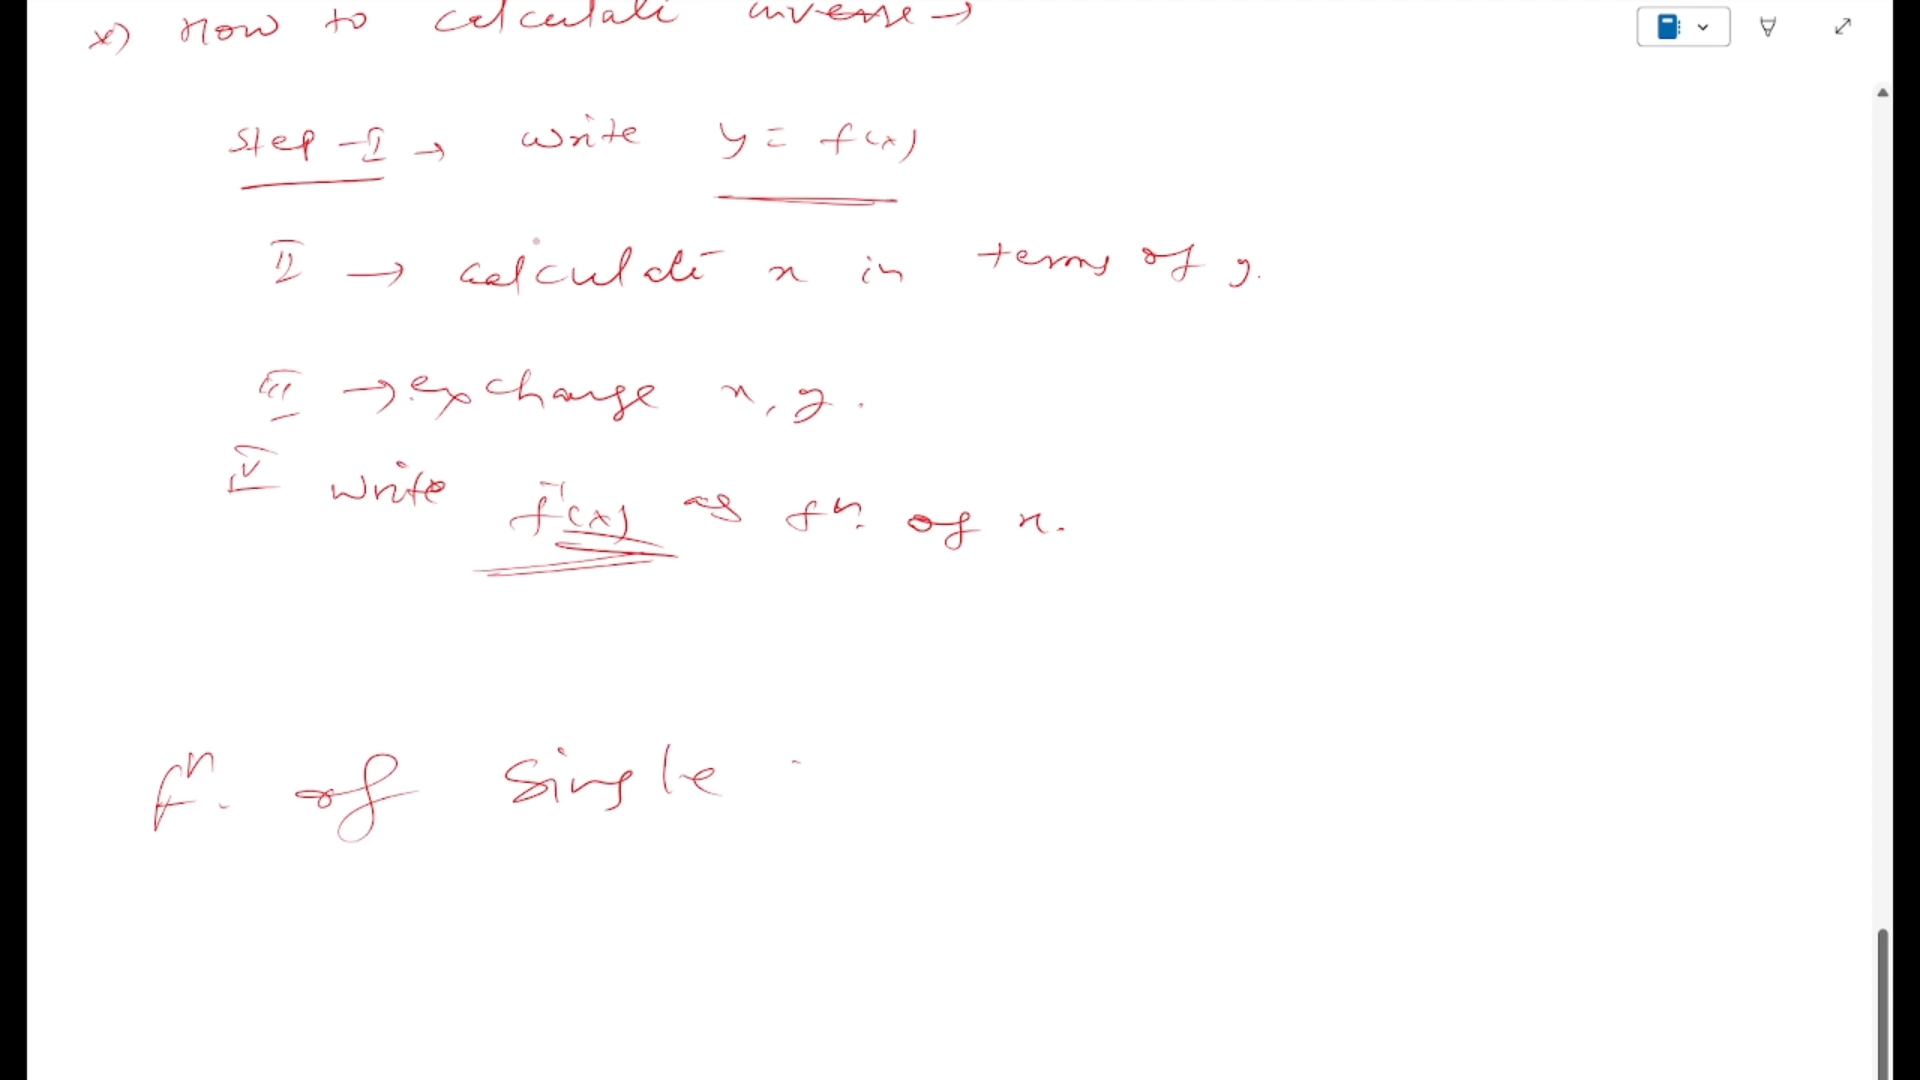 *) How to calculate inverse →
Step-I → write y = f(x)
II → calculate x in terms of y.
III → exchange x, y.
IV write f⁻¹(x) as fn. of x.
fn. of single